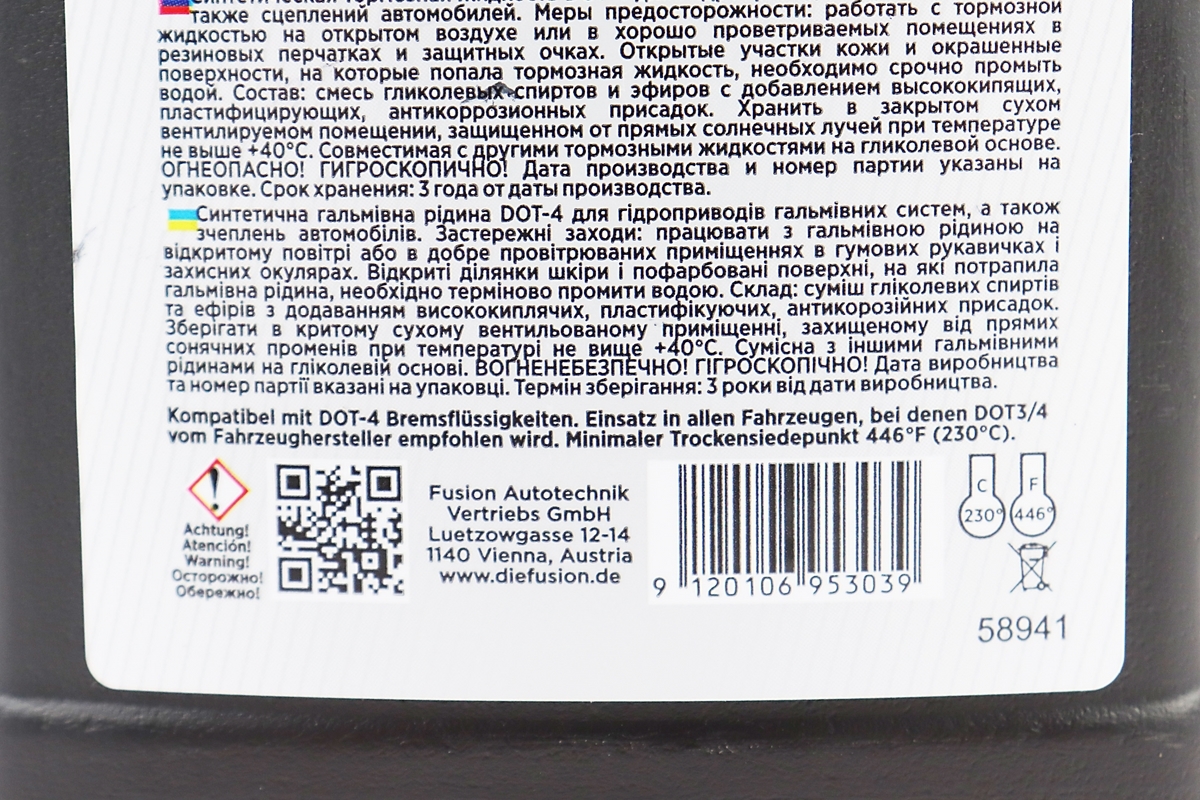 также сцеплений автомобилей. Меры предосторожности: работать с тормозной
жидкостью на открытом воздухе или в хорошо проветриваемых помещениях в
резиновых перчатках и защитных очках. Открытые участки кожи и окрашенные
поверхности, на которые попала тормозная жидкость, необходимо срочно промыть
водой. Состав: смесь гликолевых спиртов и эфиров с добавлением высококипящих,
пластифицирующих, антикоррозионных присадок. Хранить в закрытом сухом
вентилируемом помещении, защищенном от прямых солнечных лучей при температуре
не выше +40°С. Совместимая с другими тормозными жидкостями на гликолевой основе.
ОГНЕОПАСНО! ГИГРОСКОПИЧНО! Дата производства и номер партии указаны на
упаковке. Срок хранения: 3 года от даты производства.
Синтетична гальмівна рідина DOT-4 для гідроприводів гальмівних систем, а також
зчеплень автомобілів. Застережні заходи: працювати з гальмівною рідиною на
відкритому повітрі або в добре провітрюваних приміщеннях в гумових рукавичках і
захисних окулярах. Відкриті ділянки шкіри і пофарбовані поверхні, на які потрапила
гальмівна рідина, необхідно терміново промити водою. Склад: суміш гліколевих спиртів
та ефірів з додаванням висококиплячих, пластифікуючих, антикорозійних присадок.
Зберігати в критому сухому вентильованому приміщенні, захищеному від прямих
сонячних променів при температурі не вище +40°С. Сумісна з іншими гальмівними
рідинами на гліколевій основі. ВОГНЕНЕБЕЗПЕЧНО! ГІГРОСКОПІЧНО! Дата виробництва
та номер партії вказані на упаковці. Термін зберігання: 3 роки від дати виробництва.
Kompatibel mit DOT-4 Bremsflüssigkeiten. Einsatz in allen Fahrzeugen, bei denen DOT3/4
vom Fahrzeughersteller empfohlen wird. Minimaler Trockensiedepunkt 446°F (230°C).
Achtung!
Atención!
Warning!
Осторожно!
Обережно!
Fusion Autotechnik
Vertriebs GmbH
Luetzowgasse 12-14
1140 Vienna, Austria
www.diefusion.de
9 120106 953039
C
230°
F
446°
58941